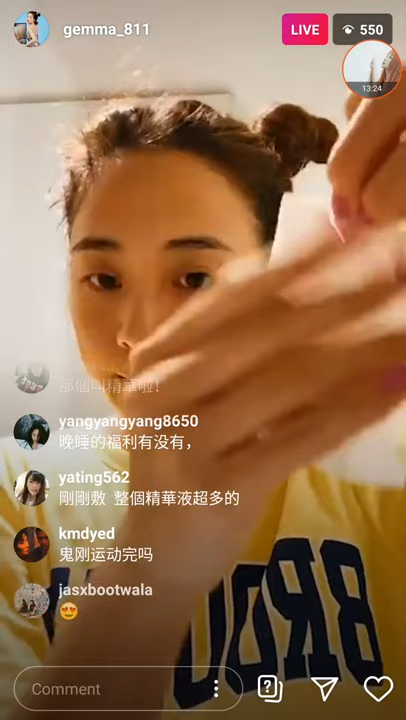 gemma_811
LIVE
550
13:24
那個叫精華啦!
yangyangyang8650
晚睡的福利有没有,
yating562
剛剛敷 整個精華液超多的
kmdyed
鬼刚运动完吗
jasxbootwala
😍
Comment